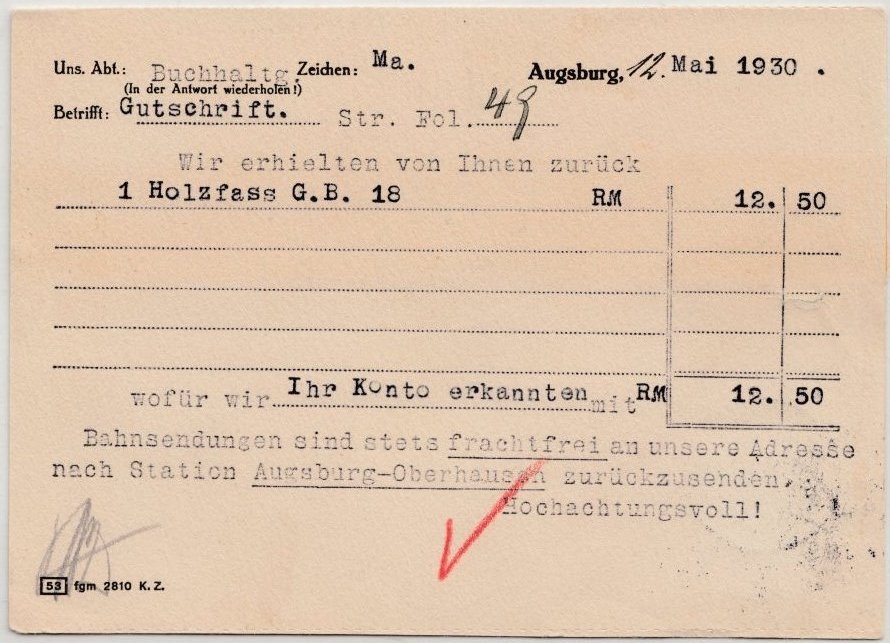 Uns. Abt.: Buchhaltg. Zeichen: Ma. Augsburg, 12. Mai 1930 .
(In der Antwort wiederholen!)
Betrifft: Gutschrift. Str. Fol. 49
Wir erhielten von Ihnen zurück
1 Holzfass G.B. 18 RM 12. 50
wofür wir Ihr Konto erkannten mit RM 12. 50
Bahnsendungen sind stets frachtfrei an unsere Adresse
nach Station Augsburg-Oberhausen zurückzusenden.
Hochachtungsvoll!
53 fgm 2810 K. Z.